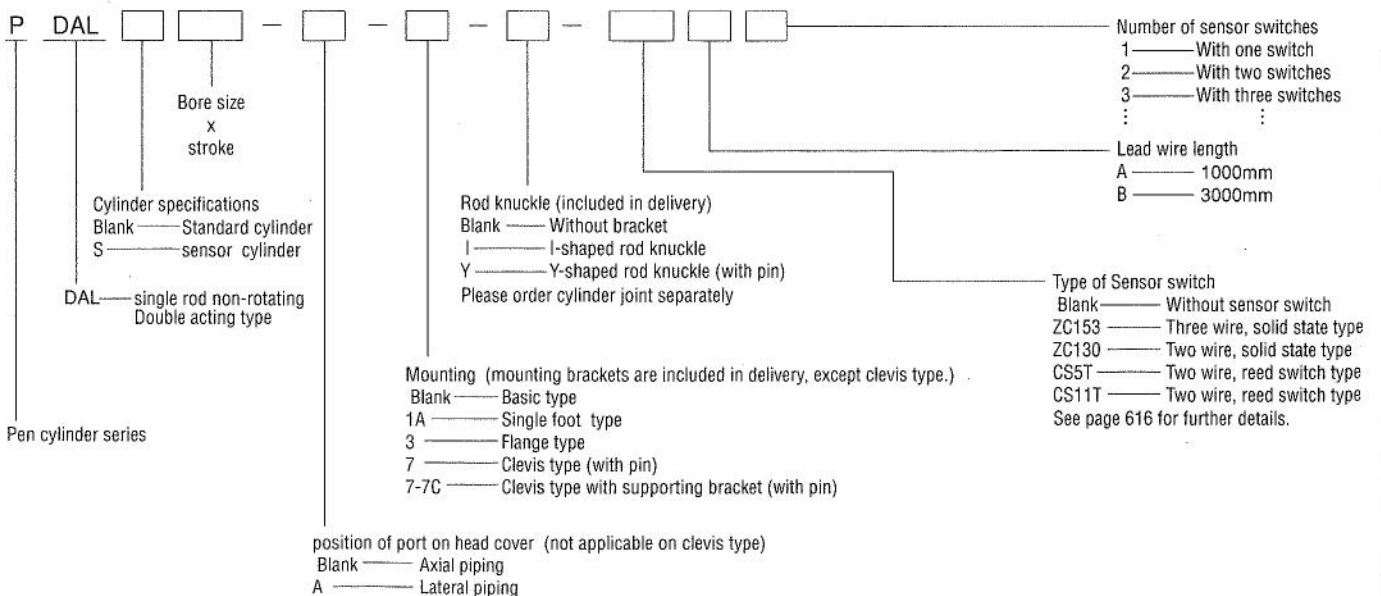 P DAL - - - -
Number of sensor switches
1 With one switch
2 With two switches
3 With three switches
⋮ ⋮
Bore size
x
stroke
Lead wire length
A 1000mm
B 3000mm
Cylinder specifications
Blank Standard cylinder
S sensor cylinder
Rod knuckle (included in delivery)
Blank Without bracket
I I-shaped rod knuckle
Y Y-shaped rod knuckle (with pin)
Please order cylinder joint separately
DAL single rod non-rotating
Double acting type
Type of Sensor switch
Blank Without sensor switch
ZC153 Three wire, solid state type
ZC130 Two wire, solid state type
CS5T Two wire, reed switch type
CS11T Two wire, reed switch type
See page 616 for further details.
Mounting (mounting brackets are included in delivery, except clevis type.)
Blank Basic type
1A Single foot type
3 Flange type
7 Clevis type (with pin)
7-7C Clevis type with supporting bracket (with pin)
Pen cylinder series
position of port on head cover (not applicable on clevis type)
Blank Axial piping
A Lateral piping